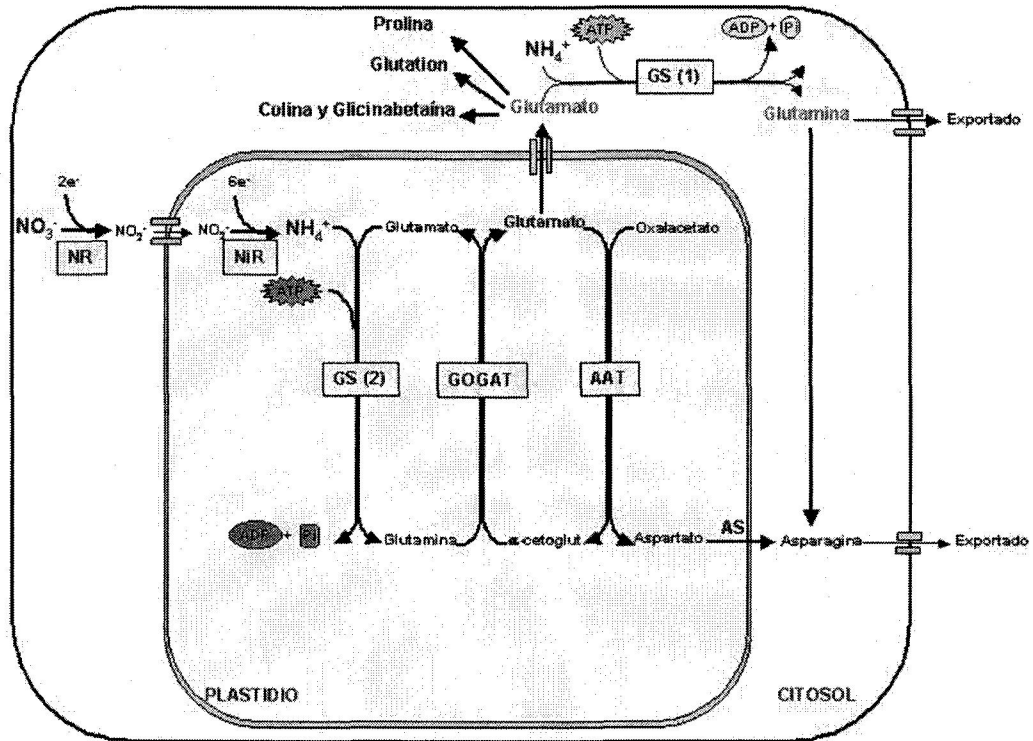 Prolina
ATP
ADP + Pi
NH4+
Glutation
GS (1)
Colina y Glicinabetaína
Glutamato
Glutamina
Exportado
2e-
6e-
NO3-
NO2-
NO2-
NH4+
Glutamato
Glutamato
Oxalacetato
NR
NiR
ATP
GS (2)
GOGAT
AAT
ADP + Pi
Glutamina
α-cetoglut
Aspartato
AS
Asparagina
Exportado
PLASTIDIO
CITOSOL